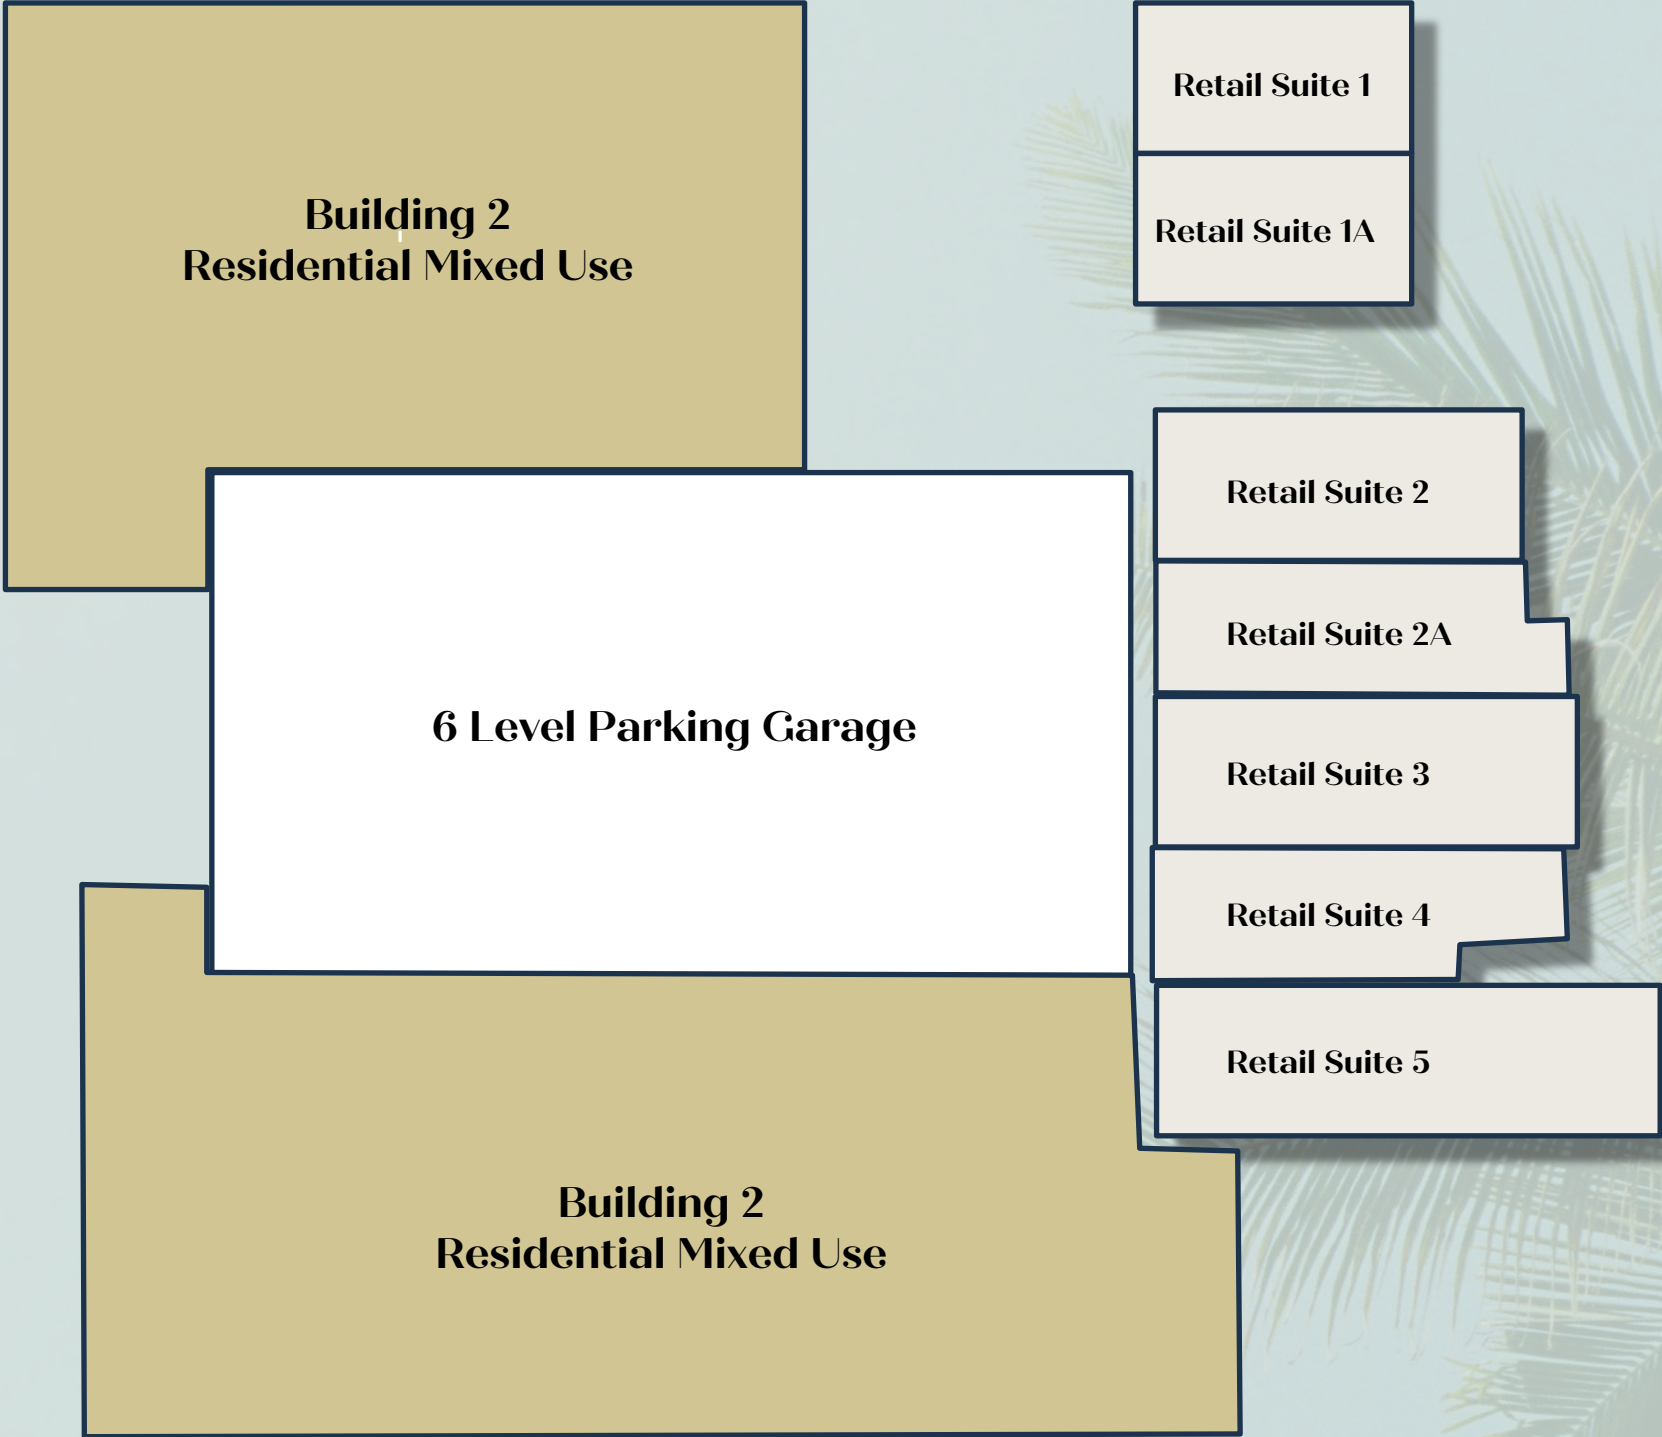 Building 2
Residential Mixed Use
Retail Suite 1
Retail Suite 1A
Retail Suite 2
Retail Suite 2A
6 Level Parking Garage
Retail Suite 3
Retail Suite 4
Retail Suite 5
Building 2
Residential Mixed Use